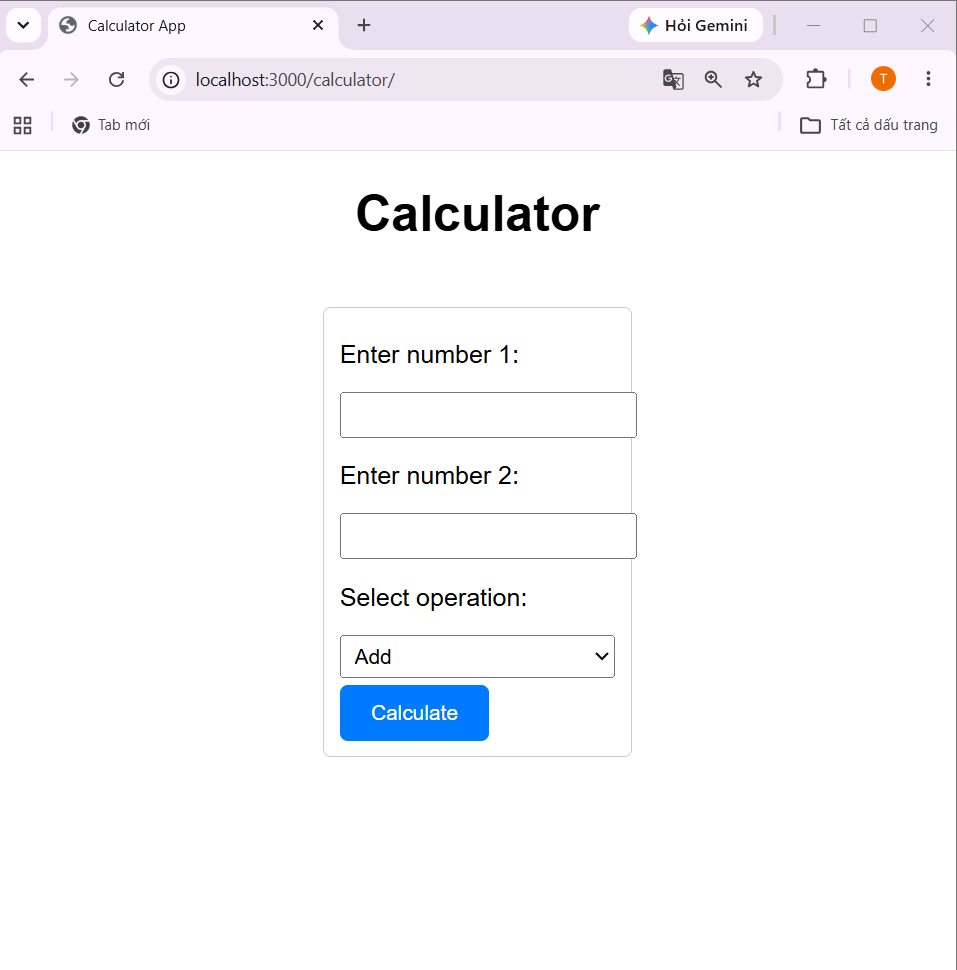 Calculator App
Hỏi Gemini
localhost:3000/calculator/
T
Tab mới
Tất cả dấu trang
Calculator
Enter number 1:
Enter number 2:
Select operation:
Add
Calculate